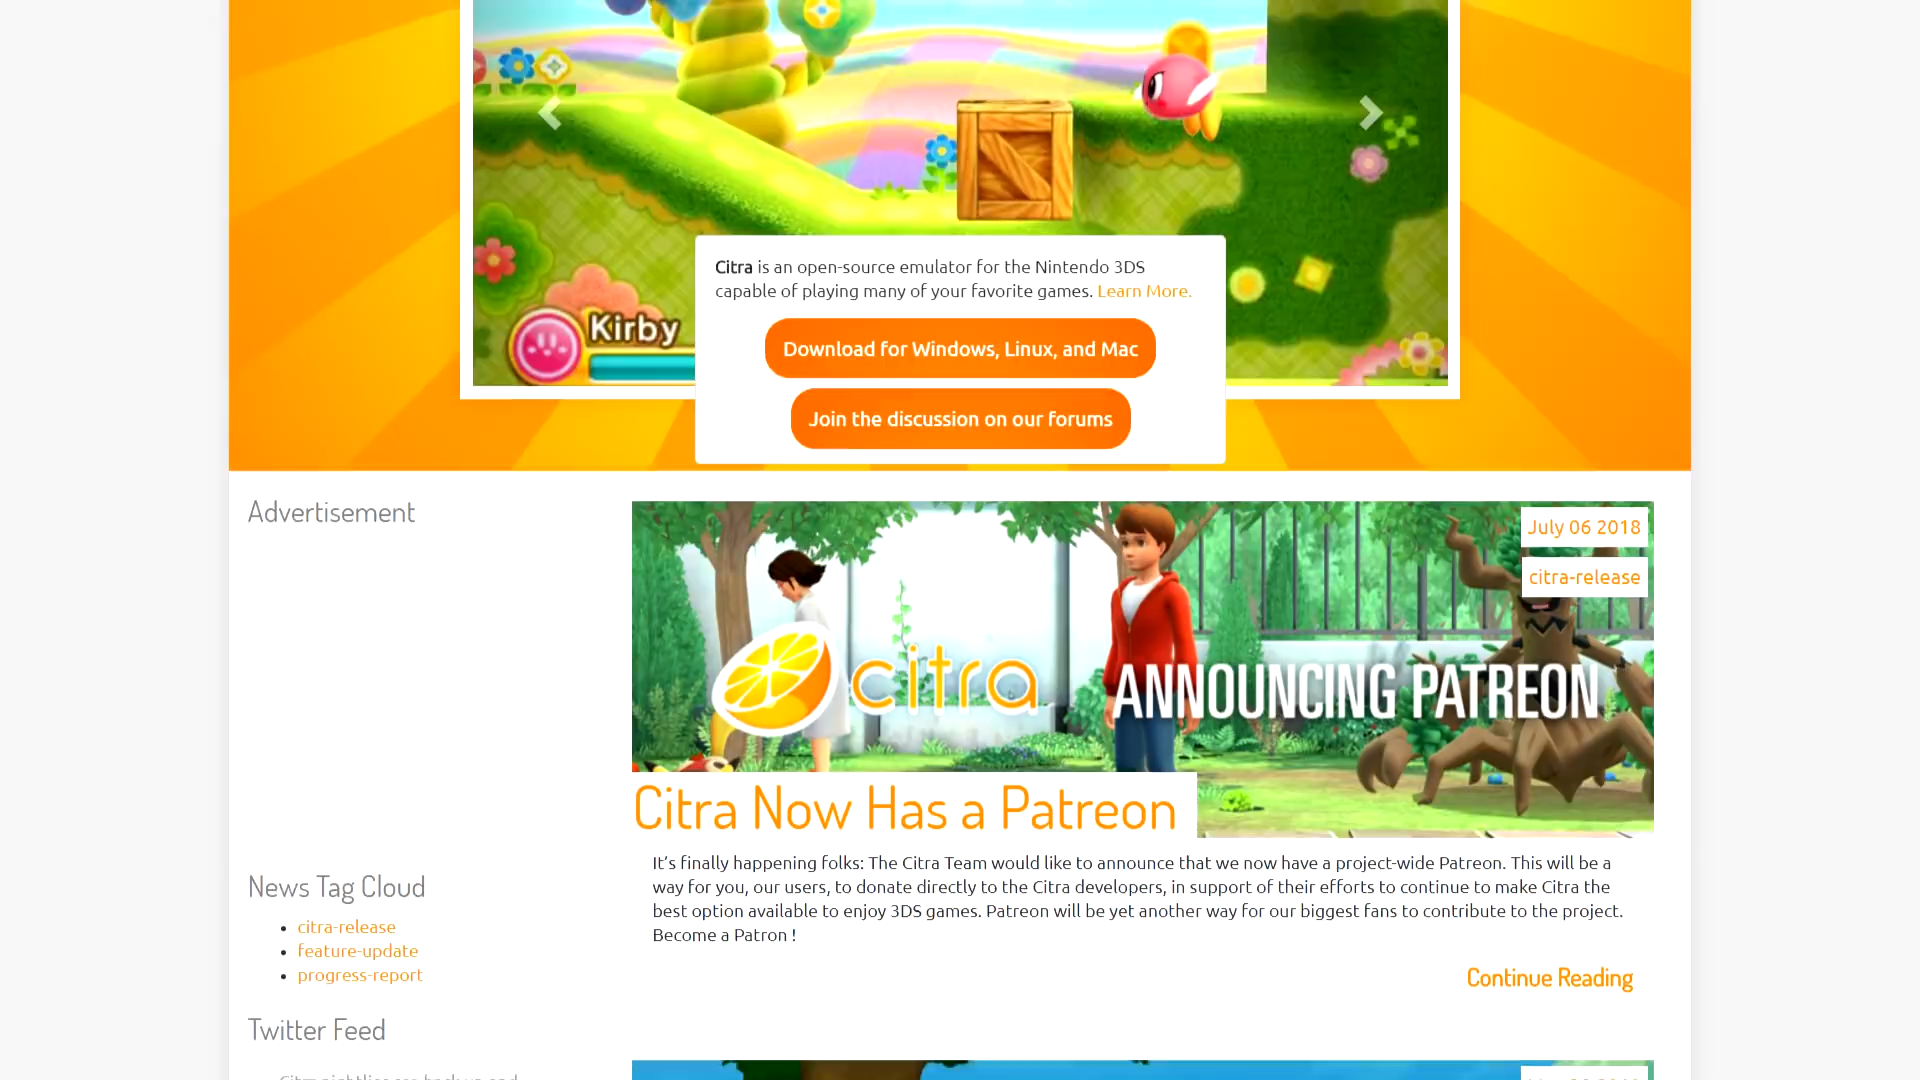 Kirby
Citra is an open-source emulator for the Nintendo 3DS
capable of playing many of your favorite games. Learn More.
Download for Windows, Linux, and Mac
Join the discussion on our forums
Advertisement
July 06 2018
citra-release
citra
ANNOUNCING PATREON
Citra Now Has a Patreon
It’s finally happening folks: The Citra Team would like to announce that we now have a project-wide Patreon. This will be a
way for you, our users, to donate directly to the Citra developers, in support of their efforts to continue to make Citra the
best option available to enjoy 3DS games. Patreon will be yet another way for our biggest fans to contribute to the project.
Become a Patron !
Continue Reading
News Tag Cloud
citra-release
feature-update
progress-report
Twitter Feed